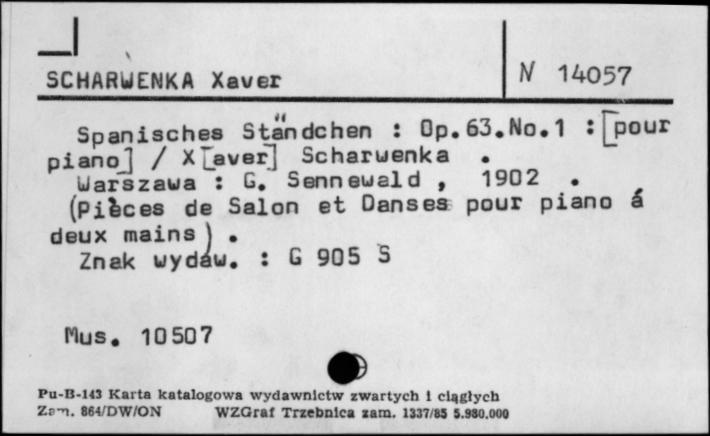 SCHARWENKA Xaver
N 14057
Spanisches Ständchen : Op.63.No.1 :[pour
piano] / X[aver] Scharwenka .
Warszawa : G. Sennewald , 1902 .
(Pièces de Salon et Danses pour piano á
deux mains) .
Znak wydaw. : G 905 S
Mus. 10507
Pu-B-143 Karta katalogowa wydawnictw zwartych i ciągłych
Zam. 864/DW/ON WZGraf Trzebnica zam. 1337/85 5.980.000